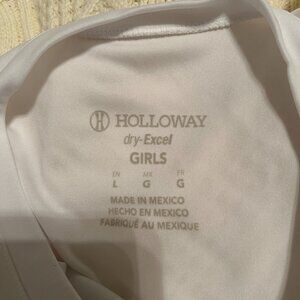 HOLLOWAY
dry-Excel
GIRLS
EN MX FR
L G G
MADE IN MEXICO
HECHO EN MEXICO
FABRIQUÉ AU MEXIQUE